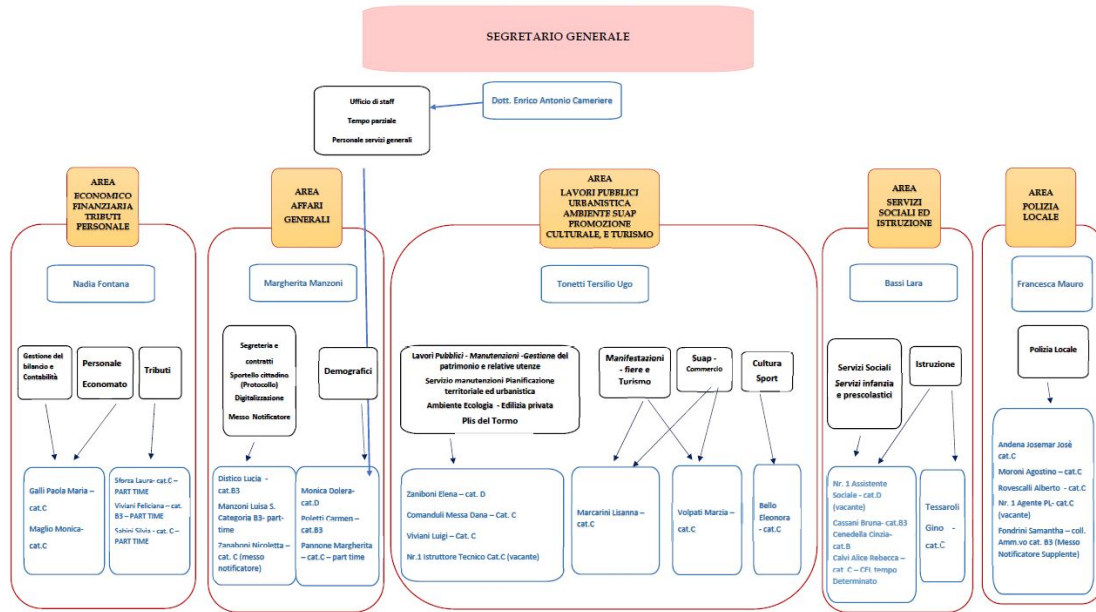 SEGRETARIO GENERALE
Ufficio di staff
Tempo parziale
Personale servizi generali
Dott. Enrico Antonio Cameriere
AREA
ECONOMICO
FINANZIARIA
TRIBUTI
PERSONALE
Nadia Fontana
Gestione del
bilancio e
Contabilità
Personale
Economato
Tributi
Galli Paola Maria –
cat.C
Maglio Monica-
cat.C
Sforza Laura- cat.C –
PART TIME
Viviani Feliciana – cat.
B3 – PART TIME
Sabini Silvia - cat.C –
PART TIME
AREA
AFFARI
GENERALI
Margherita Manzoni
Segreteria e
contratti
Sportello cittadino
(Protocollo)
Digitalizzazione
Messo Notificatore
Demografici
Distico Lucia -
cat.B3
Manzoni Luisa S.
Categoria B3- part-
time
Zanaboni Nicoletta –
cat. C (messo
notificatore)
Monica Dolera-
cat.D
Poletti Carmen –
cat.B3
Pannone Margherita
– cat.C – part time
AREA
LAVORI PUBBLICI
URBANISTICA
AMBIENTE SUAP
PROMOZIONE
CULTURALE, E TURISMO
Tonetti Tersilio Ugo
Lavori Pubblici - Manutenzioni -Gestione del
patrimonio e relative utenze
Servizio manutenzioni Pianificazione
territoriale ed urbanistica
Ambiente Ecologia - Edilizia privata
Plis del Tormo
Manifestazioni
- fiere e
Turismo
Suap -
Commercio
Cultura
Sport
Zaniboni Elena – cat. D
Comanduli Messa Dana – Cat. C
Viviani Luigi – Cat. C
Nr.1 Istruttore Tecnico Cat.C (vacante)
Marcarini Lisanna –
cat.C
Volpati Marzia –
cat.C
Bello
Eleonora -
cat.C
AREA
SERVIZI
SOCIALI ED
ISTRUZIONE
Bassi Lara
Servizi Sociali
Servizi infanzia
e prescolastici
Istruzione
Nr. 1 Assistente
Sociale - cat.D
(vacante)
Cassani Bruna- cat.B3
Cenedella Cinzia-
cat.B
Calvi Alice Rebecca –
cat. C – CFL tempo
Determinato
Tessaroli
Gino -
cat.C
AREA
POLIZIA
LOCALE
Francesca Mauro
Polizia Locale
Andena Josemar Josè
cat.C
Moroni Agostino – cat.C
Rovescalli Alberto - cat.C
Nr. 1 Agente PL- cat.C
(vacante)
Fondrini Samantha – coll.
Amm.vo cat. B3 (Messo
Notificatore Supplente)